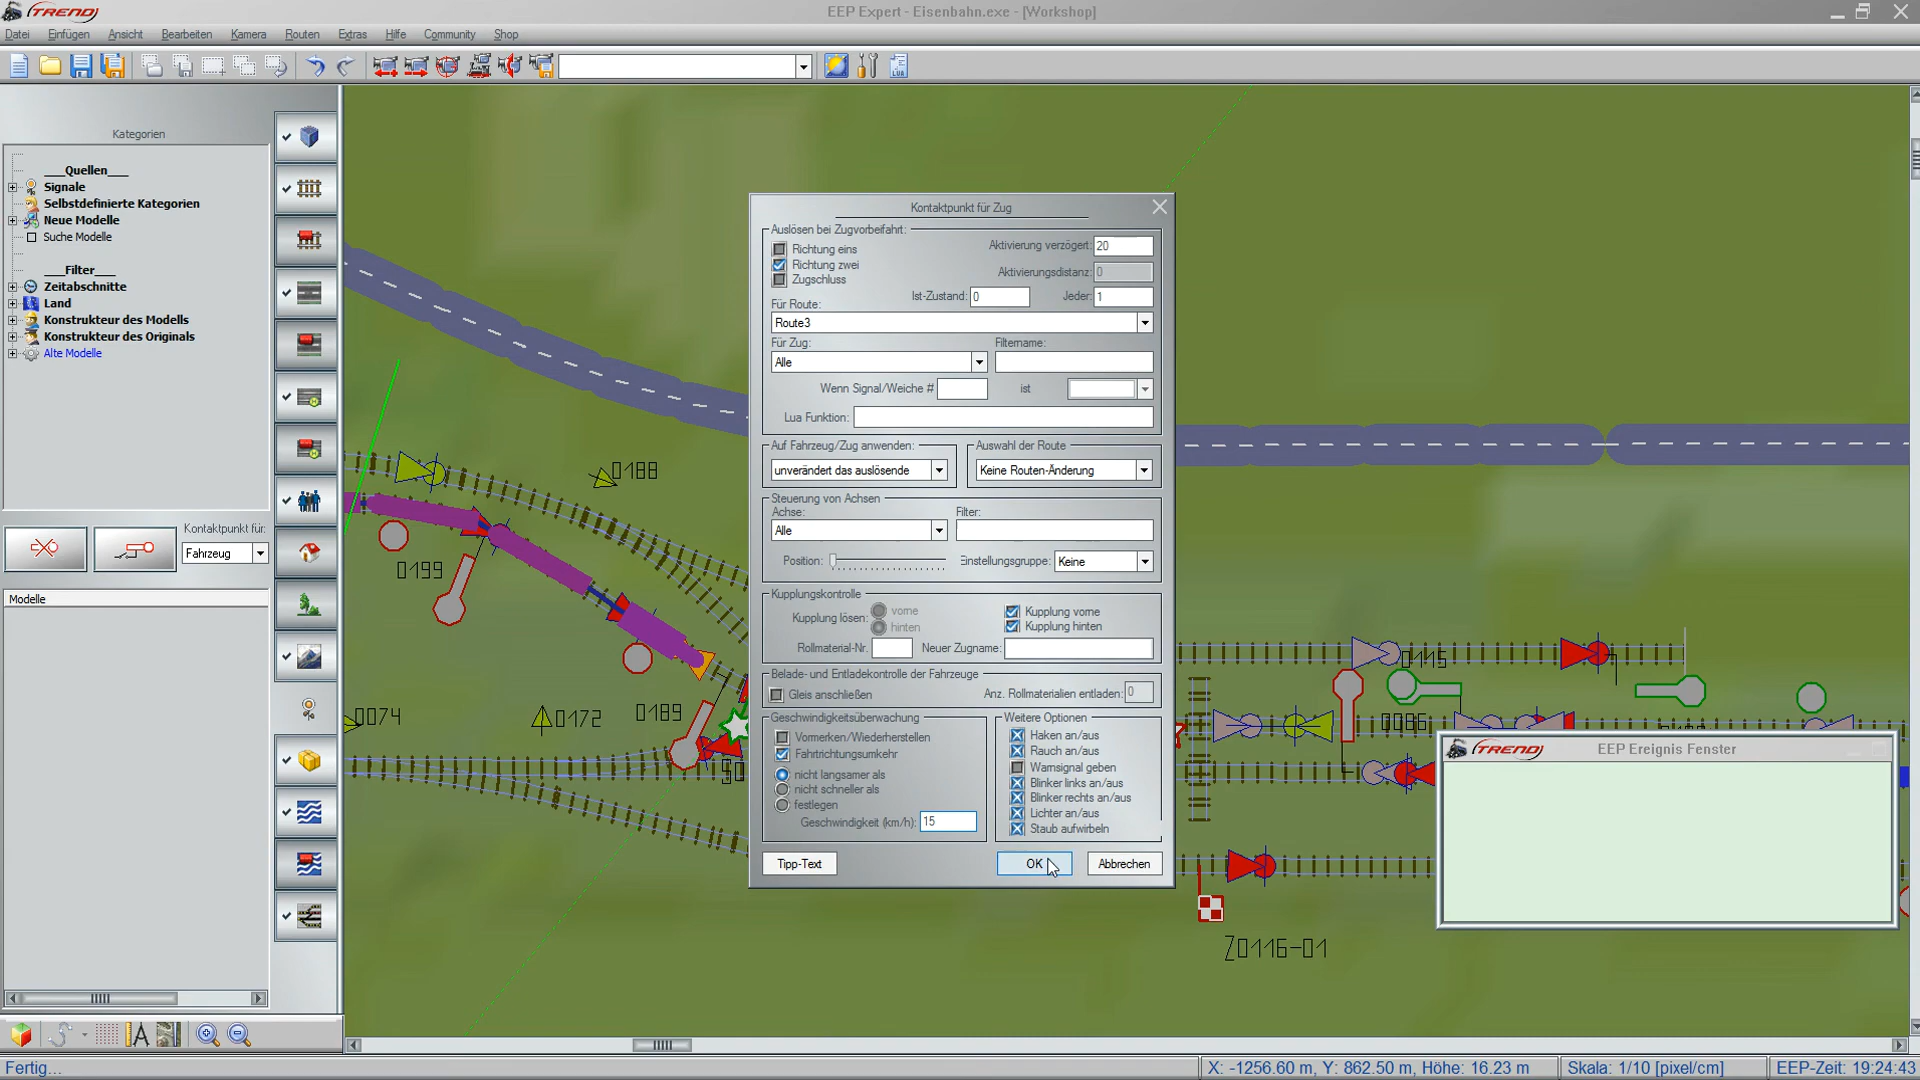 TREND
EEP Expert - Eisenbahn.exe - [Workshop]
Datei Einfügen Ansicht Bearbeiten Kamera Routen Extras Hilfe Community Shop
LUA
Kategorien
___Quellen___
Signale
Selbstdefinierte Kategorien
Neue Modelle
Suche Modelle
___Filter___
Zeitabschnitte
Land
Konstrukteur des Modells
Konstrukteur des Originals
Alte Modelle
Kontaktpunkt für:
Fahrzeug
Modelle
Kontaktpunkt für Zug
Auslösen bei Zugvorbeifahrt:
Richtung eins
Aktivierung verzögert: 20
Richtung zwei
Aktivierungsdistanz: 0
Zugschluss
Ist-Zustand: 0 Jeder: 1
Für Route:
Route3
Für Zug: Filtername:
Alle
Wenn Signal/Weiche # ist
Lua Funktion:
Auf Fahrzeug/Zug anwenden: Auswahl der Route
unverändert das auslösende Keine Routen-Änderung
Steuerung von Achsen
Achse: Filter:
Alle
Position: Einstellungsgruppe: Keine
Kupplungskontrolle
Kupplung lösen: vorne Kupplung vorne
hinten Kupplung hinten
Rollmaterial-Nr. Neuer Zugname:
Belade- und Entladekontrolle der Fahrzeuge
Gleis anschließen Anz. Rollmaterialien entladen: 0
Geschwindigkeitsüberwachung Weitere Optionen
Vormerken/Wiederherstellen Haken an/aus
Fahrtrichtungsumkehr Rauch an/aus
nicht langsamer als Warnsignal geben
nicht schneller als Blinker links an/aus
festlegen Blinker rechts an/aus
Geschwindigkeit (km/h): 15 Lichter an/aus
Staub aufwirbeln
Tipp-Text OK Abbrechen
0188
0199
0074
0172
0189
0115
0086
Z0116-01
TREND EEP Ereignis Fenster
Fertig...
X: -1256.60 m, Y: 862.50 m, Höhe: 16.23 m Skala: 1/10 [pixel/cm] EEP-Zeit: 19:24:43